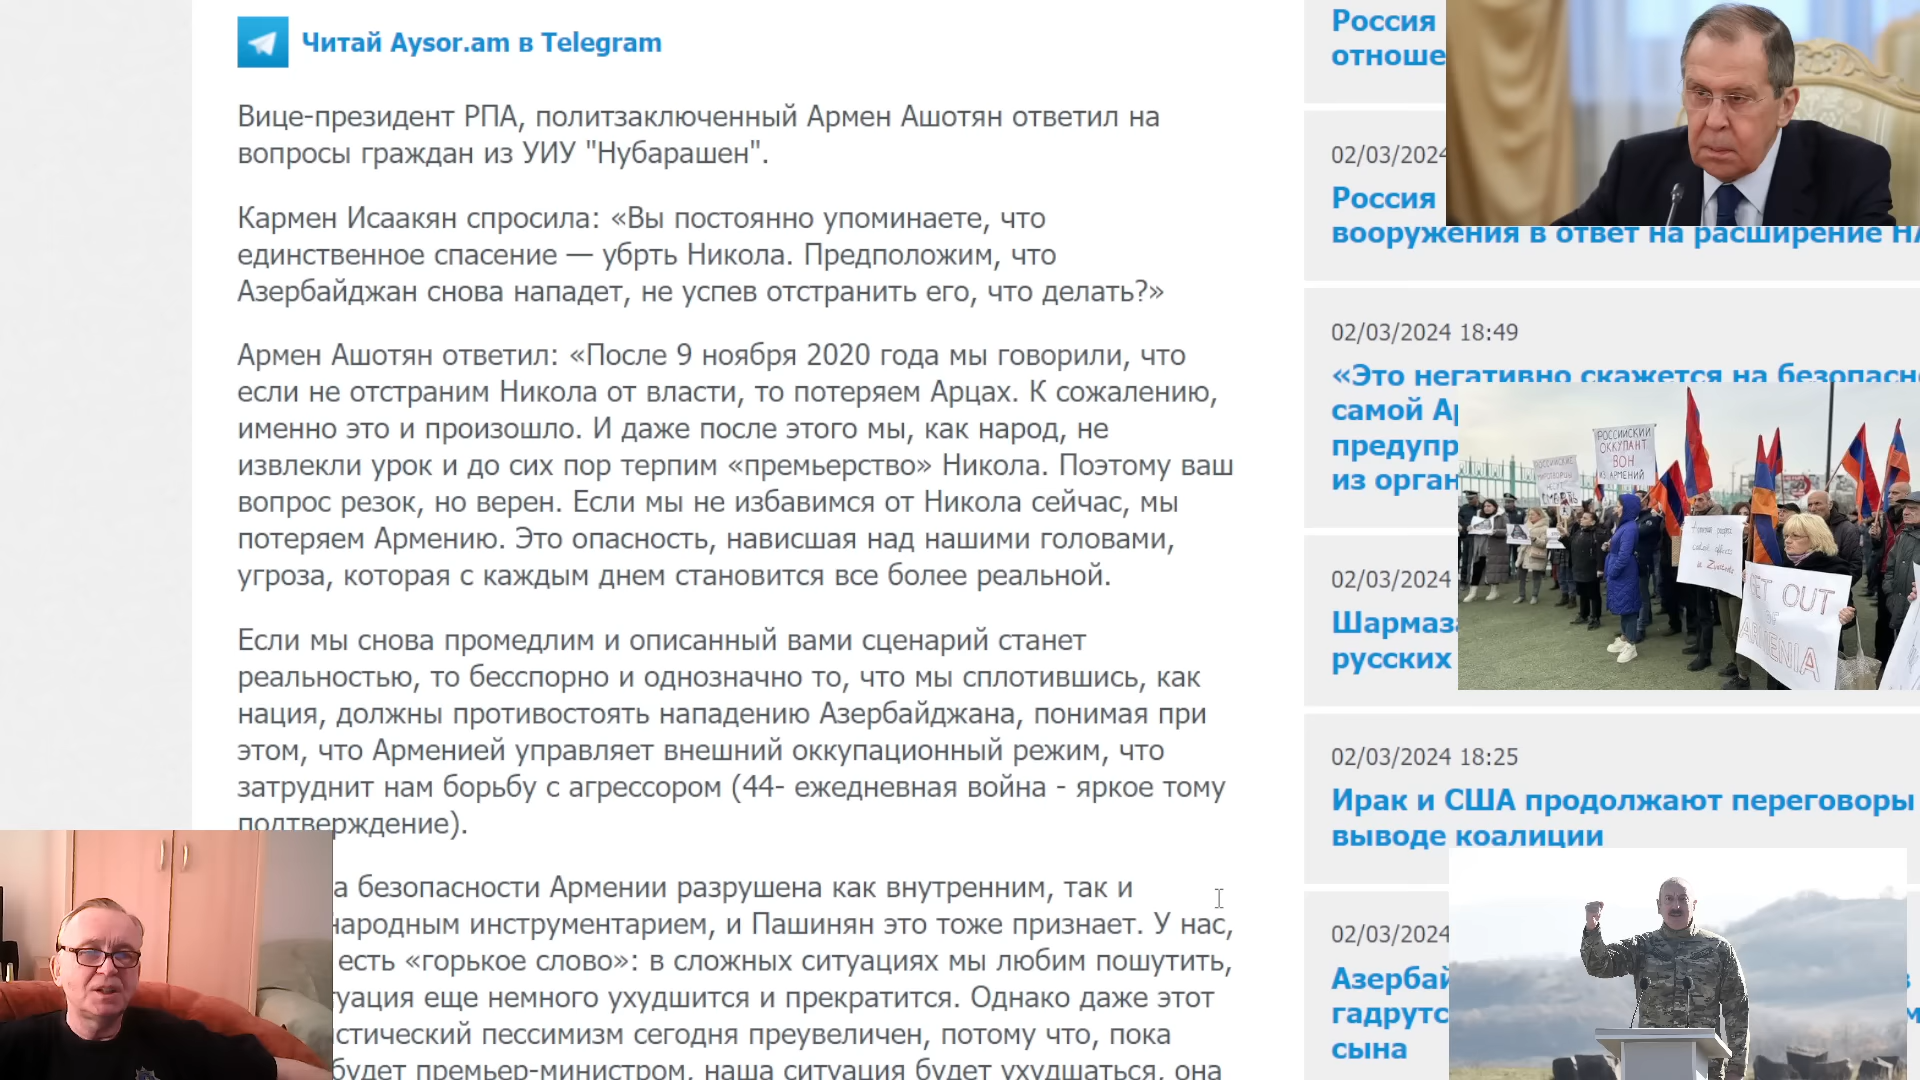 Читай Aysor.am в Telegram
Вице-президент РПА, политзаключенный Армен Ашотян ответил на
вопросы граждан из УИУ "Нубарашен".
Кармен Исаакян спросила: «Вы постоянно упоминаете, что
единственное спасение — убрть Никола. Предположим, что
Азербайджан снова нападет, не успев отстранить его, что делать?»
Армен Ашотян ответил: «После 9 ноября 2020 года мы говорили, что
если не отстраним Никола от власти, то потеряем Арцах. К сожалению,
именно это и произошло. И даже после этого мы, как народ, не
извлекли урок и до сих пор терпим «премьерство» Никола. Поэтому ваш
вопрос резок, но верен. Если мы не избавимся от Никола сейчас, мы
потеряем Армению. Это опасность, нависшая над нашими головами,
угроза, которая с каждым днем становится все более реальной.
Если мы снова промедлим и описанный вами сценарий станет
реальностью, то бесспорно и однозначно то, что мы сплотившись, как
нация, должны противостоять нападению Азербайджана, понимая при
этом, что Арменией управляет внешний оккупационный режим, что
затруднит нам борьбу с агрессором (44- ежедневная война - яркое тому
подтверждение).
а безопасности Армении разрушена как внутренним, так и
народным инструментарием, и Пашинян это тоже признает. У нас,
есть «горькое слово»: в сложных ситуациях мы любим пошутить,
уация еще немного ухудшится и прекратится. Однако даже этот
стический пессимизм сегодня преувеличен, потому что, пока
будет премьер-министром, наша ситуация будет ухудшаться, она
Россия
отноше
02/03/2024
Россия
вооружения в ответ на расширение НА
02/03/2024 18:49
«Это негативно скажется на безопасно
самой А
предупр
из орган
02/03/2024
Шармаз
русских
02/03/2024 18:25
Ирак и США продолжают переговоры
выводе коалиции
02/03/2024
Азербай
гадрутс
сына
РОССИЙСКИЙ
ОККУПАНТ
ВОН
ИЗ АРМЕНИИ
РОССИЙСКИЕ
СМЕРТЬ
GET OUT
OF
ARMENIA